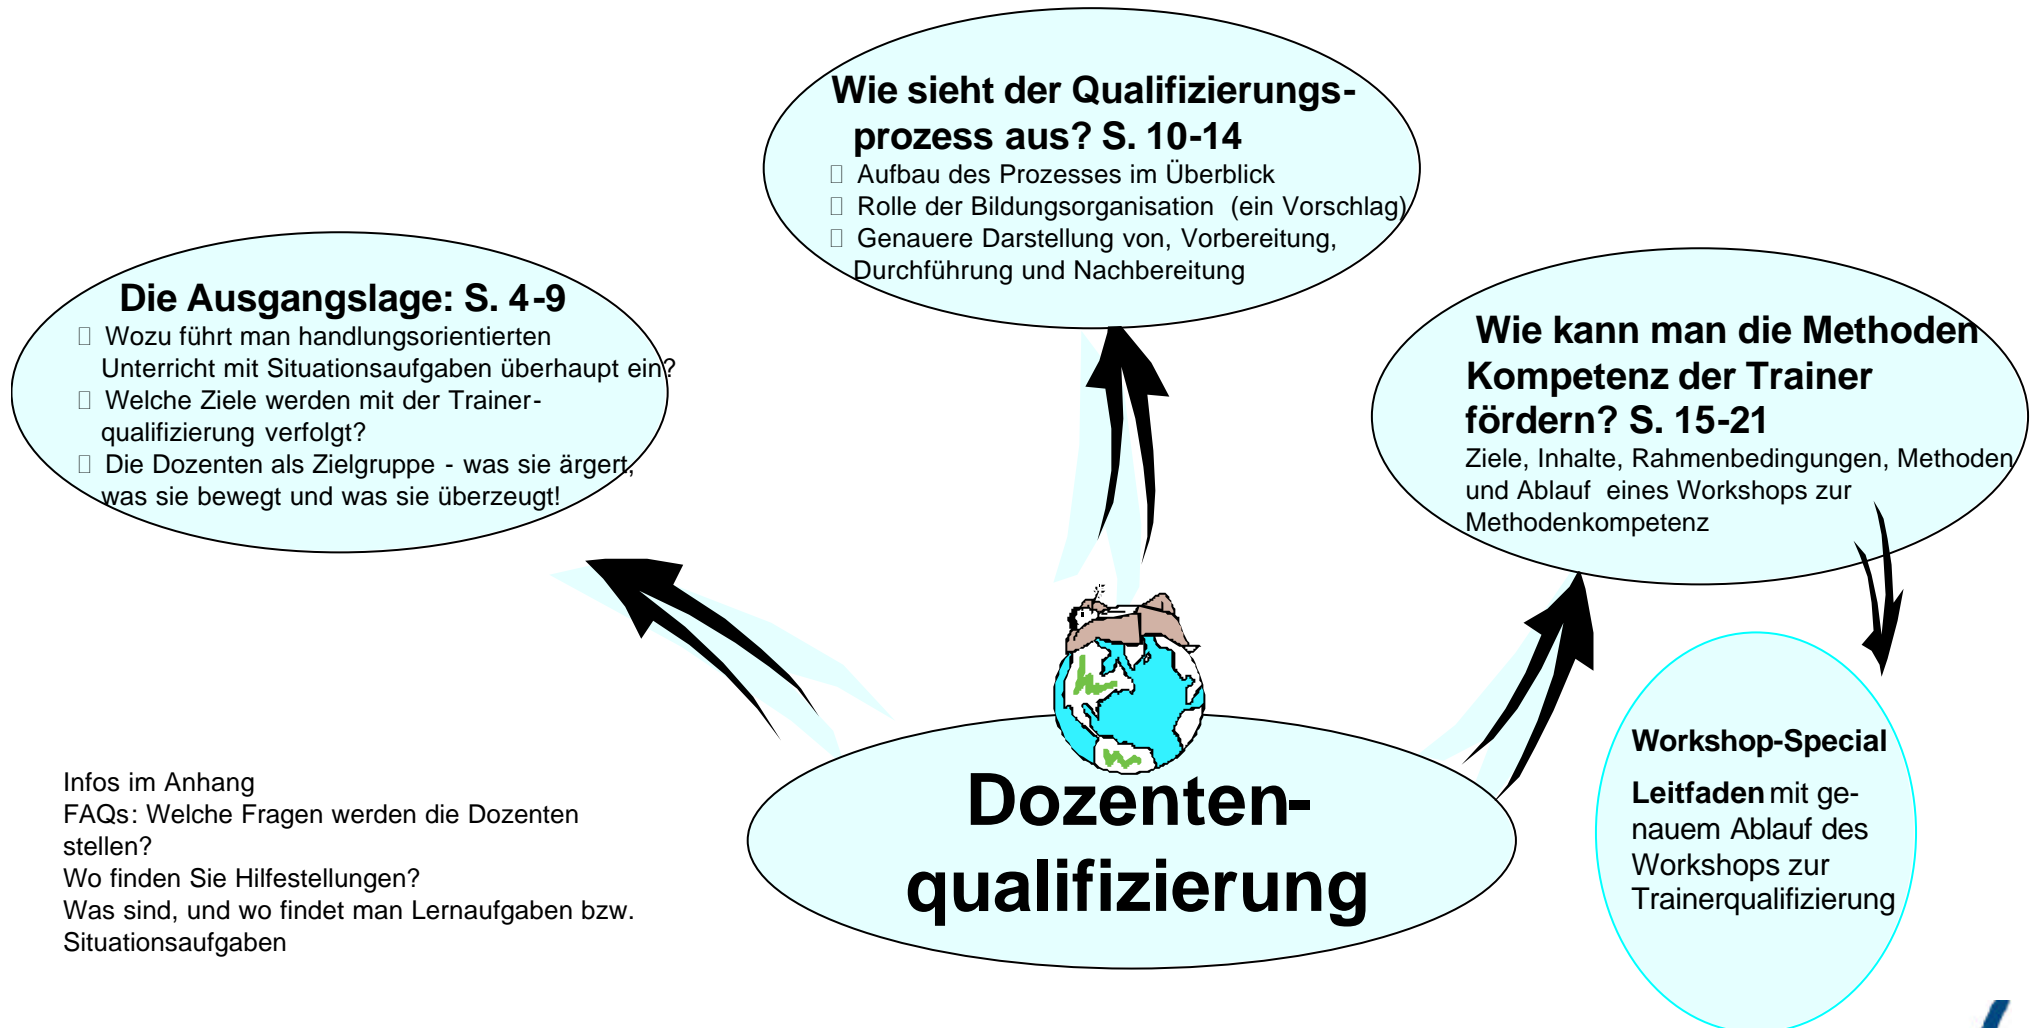 Wie sieht der Qualifizierungs-
prozess aus? S. 10-14
Aufbau des Prozesses im Überblick
Rolle der Bildungsorganisation (ein Vorschlag)
Genauere Darstellung von, Vorbereitung,
Durchführung und Nachbereitung
Die Ausgangslage: S. 4-9
Wozu führt man handlungsorientierten
Unterricht mit Situationsaufgaben überhaupt ein?
Welche Ziele werden mit der Trainer-
qualifizierung verfolgt?
Die Dozenten als Zielgruppe - was sie ärgert,
was sie bewegt und was sie überzeugt!
Wie kann man die Methoden
Kompetenz der Trainer
fördern? S. 15-21
Ziele, Inhalte, Rahmenbedingungen, Methoden
und Ablauf eines Workshops zur
Methodenkompetenz
Workshop-Special
Leitfaden mit ge-
nauem Ablauf des
Workshops zur
Trainerqualifizierung
Dozenten-
qualifizierung
Infos im Anhang
FAQs: Welche Fragen werden die Dozenten
stellen?
Wo finden Sie Hilfestellungen?
Was sind, und wo findet man Lernaufgaben bzw.
Situationsaufgaben